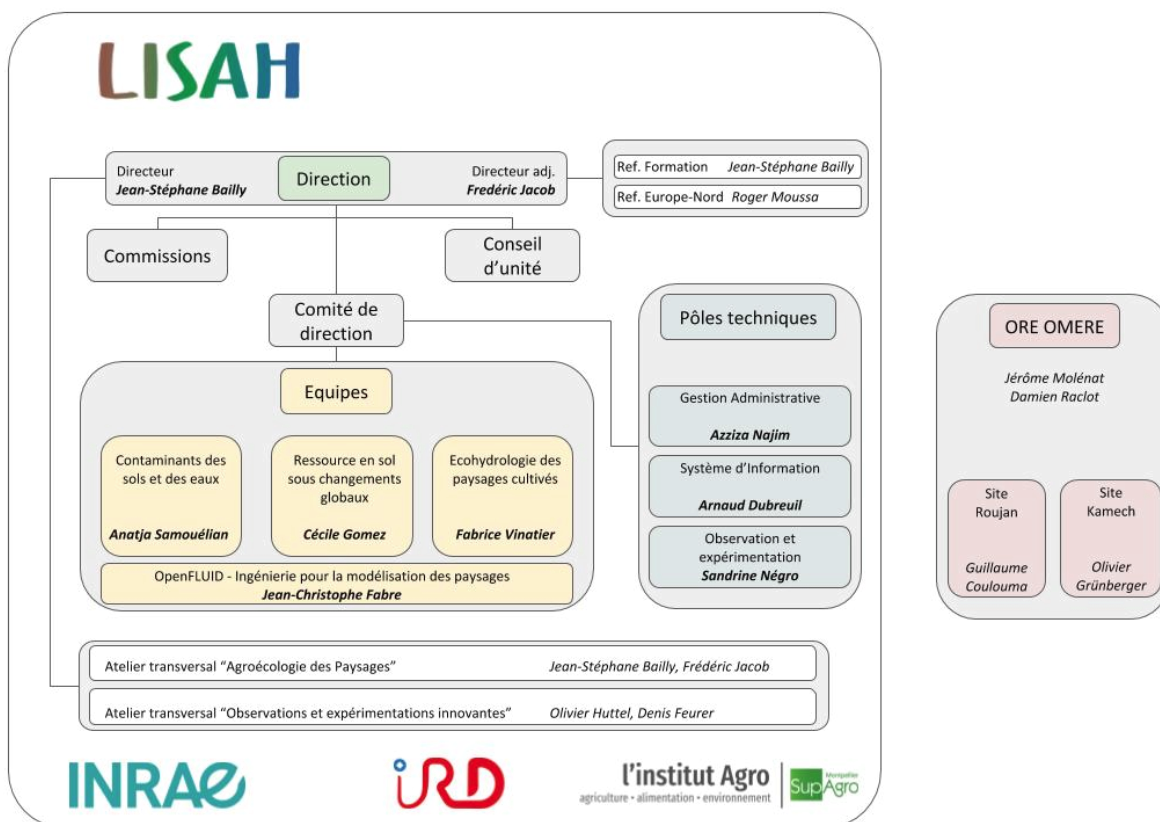 LISAH
Directeur
Jean-Stéphane Bailly
Direction
Directeur adj.
Fredéric Jacob
Ref. Formation Jean-Stéphane Bailly
Ref. Europe-Nord Roger Moussa
Commissions
Conseil
d'unité
Comité de
direction
Pôles techniques
Gestion Administrative
Azziza Najim
Système d'Information
Arnaud Dubreuil
Observation et
expérimentation
Sandrine Négro
ORE OMERE
Jérôme Molénat
Damien Raclot
Site
Roujan
Guillaume
Coulouma
Site
Kamech
Olivier
Grünberger
Equipes
Contaminants des
sols et des eaux
Anatja Samouélian
Ressource en sol
sous changements
globaux
Cécile Gomez
Ecohydrologie des
paysages cultivés
Fabrice Vinatier
OpenFLUID - Ingénierie pour la modélisation des paysages
Jean-Christophe Fabre
Atelier transversal “Agroécologie des Paysages” Jean-Stéphane Bailly, Frédéric Jacob
Atelier transversal “Observations et expérimentations innovantes” Olivier Huttel, Denis Feurer
INRAE
iRD
l'institut Agro
agriculture • alimentation • environnement
Montpellier
SupAgro